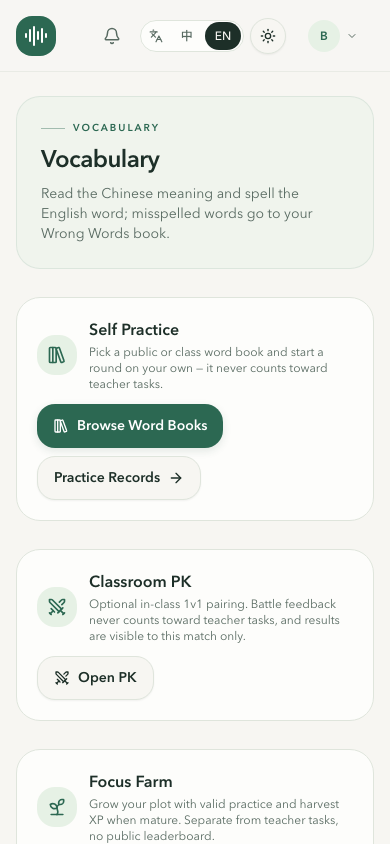 中 EN
B
VOCABULARY
Vocabulary
Read the Chinese meaning and spell the
English word; misspelled words go to your
Wrong Words book.
Self Practice
Pick a public or class word book and start a
round on your own — it never counts toward
teacher tasks.
Browse Word Books
Practice Records
Classroom PK
Optional in-class 1v1 pairing. Battle feedback
never counts toward teacher tasks, and results
are visible to this match only.
Open PK
Focus Farm
Grow your plot with valid practice and harvest
XP when mature. Separate from teacher tasks,
no public leaderboard.